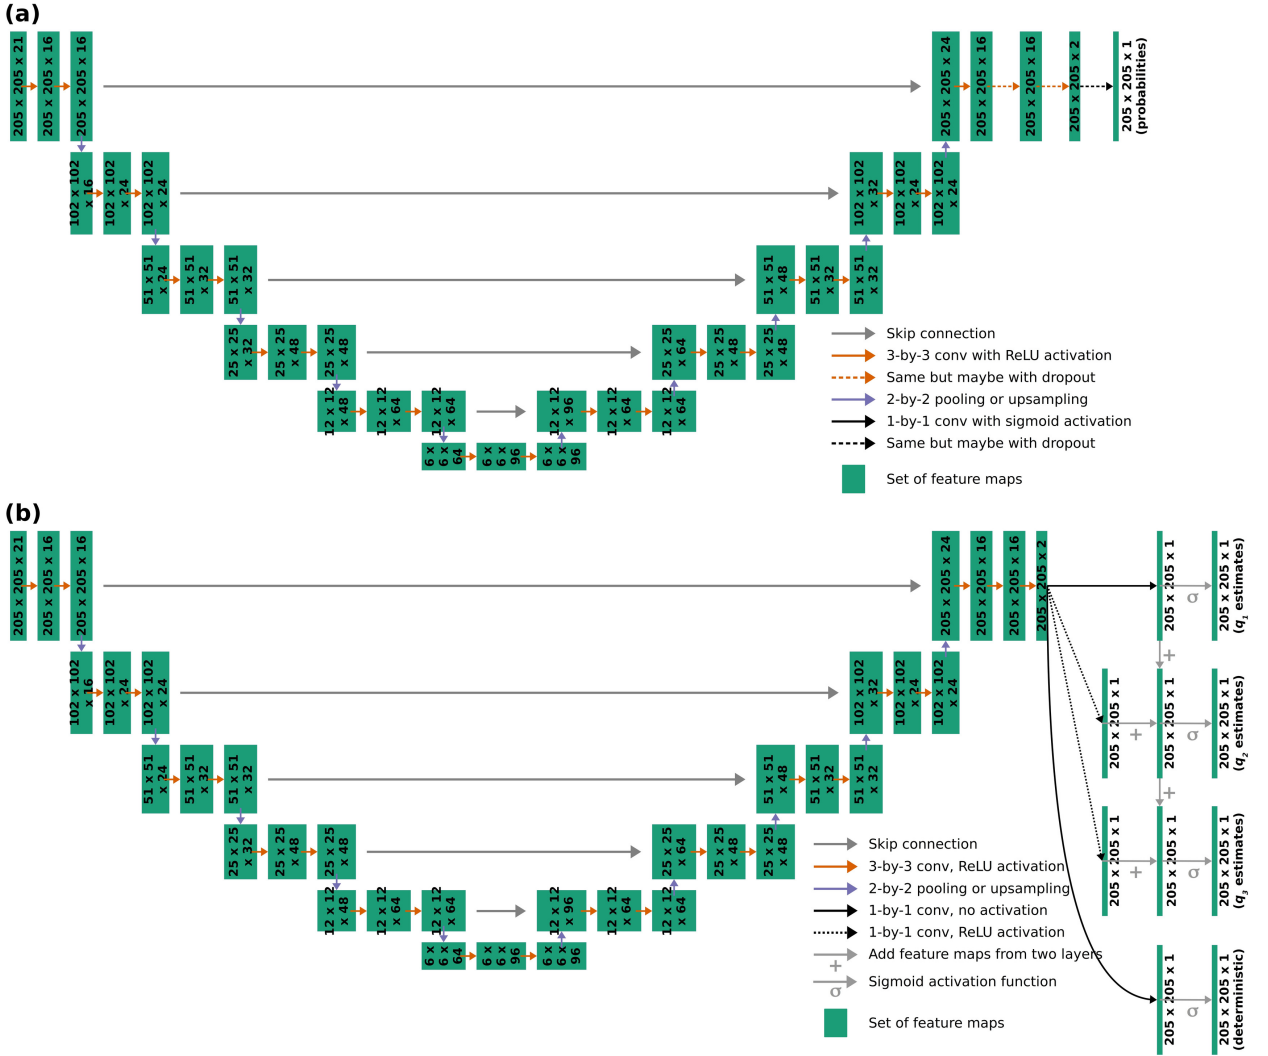 (a)
205 x 205 x 21
205 x 205 x 16
205 x 205 x 16
205 x 205 x 24
205 x 205 x 16
205 x 205 x 16
205 x 205 x 2
205 x 205 x 1
(probabilities)
102 x 102
x 16
102 x 102
x 24
102 x 102
x 24
102 x 102
x 32
102 x 102
x 24
102 x 102
x 24
51 x 51
x 24
51 x 51
x 32
51 x 51
x 32
51 x 51
x 48
51 x 51
x 32
51 x 51
x 32
25 x 25
x 32
25 x 25
x 48
25 x 25
x 48
25 x 25
x 64
25 x 25
x 48
25 x 25
x 48
12 x 12
x 48
12 x 12
x 64
12 x 12
x 64
12 x 12
x 96
12 x 12
x 64
12 x 12
x 64
6 x
6 x
64
6 x
6 x
96
6 x
6 x
96
Skip connection
3-by-3 conv with ReLU activation
Same but maybe with dropout
2-by-2 pooling or upsampling
1-by-1 conv with sigmoid activation
Same but maybe with dropout
Set of feature maps
(b)
205 x 205 x 21
205 x 205 x 16
205 x 205 x 16
205 x 205 x 24
205 x 205 x 16
205 x 205 x 16
205 x 205 x 2
205 x 205 x 1
σ
205 x 205 x 1
(q1 estimates)
+
102 x 102
x 16
102 x 102
x 24
102 x 102
x 24
102 x 102
x 32
102 x 102
x 24
102 x 102
x 24
205 x 205 x 1
+
205 x 205 x 1
σ
205 x 205 x 1
(q2 estimates)
+
51 x 51
x 24
51 x 51
x 32
51 x 51
x 32
51 x 51
x 48
51 x 51
x 32
51 x 51
x 32
205 x 205 x 1
+
205 x 205 x 1
σ
205 x 205 x 1
(q3 estimates)
25 x 25
x 32
25 x 25
x 48
25 x 25
x 48
25 x 25
x 64
25 x 25
x 48
25 x 25
x 48
12 x 12
x 48
12 x 12
x 64
12 x 12
x 64
12 x 12
x 96
12 x 12
x 64
12 x 12
x 64
6 x
6 x
64
6 x
6 x
96
6 x
6 x
96
Skip connection
3-by-3 conv, ReLU activation
2-by-2 pooling or upsampling
1-by-1 conv, no activation
1-by-1 conv, ReLU activation
+
Add feature maps from two layers
σ
Sigmoid activation function
Set of feature maps
205 x 205 x 1
σ
205 x 205 x 1
(deterministic)